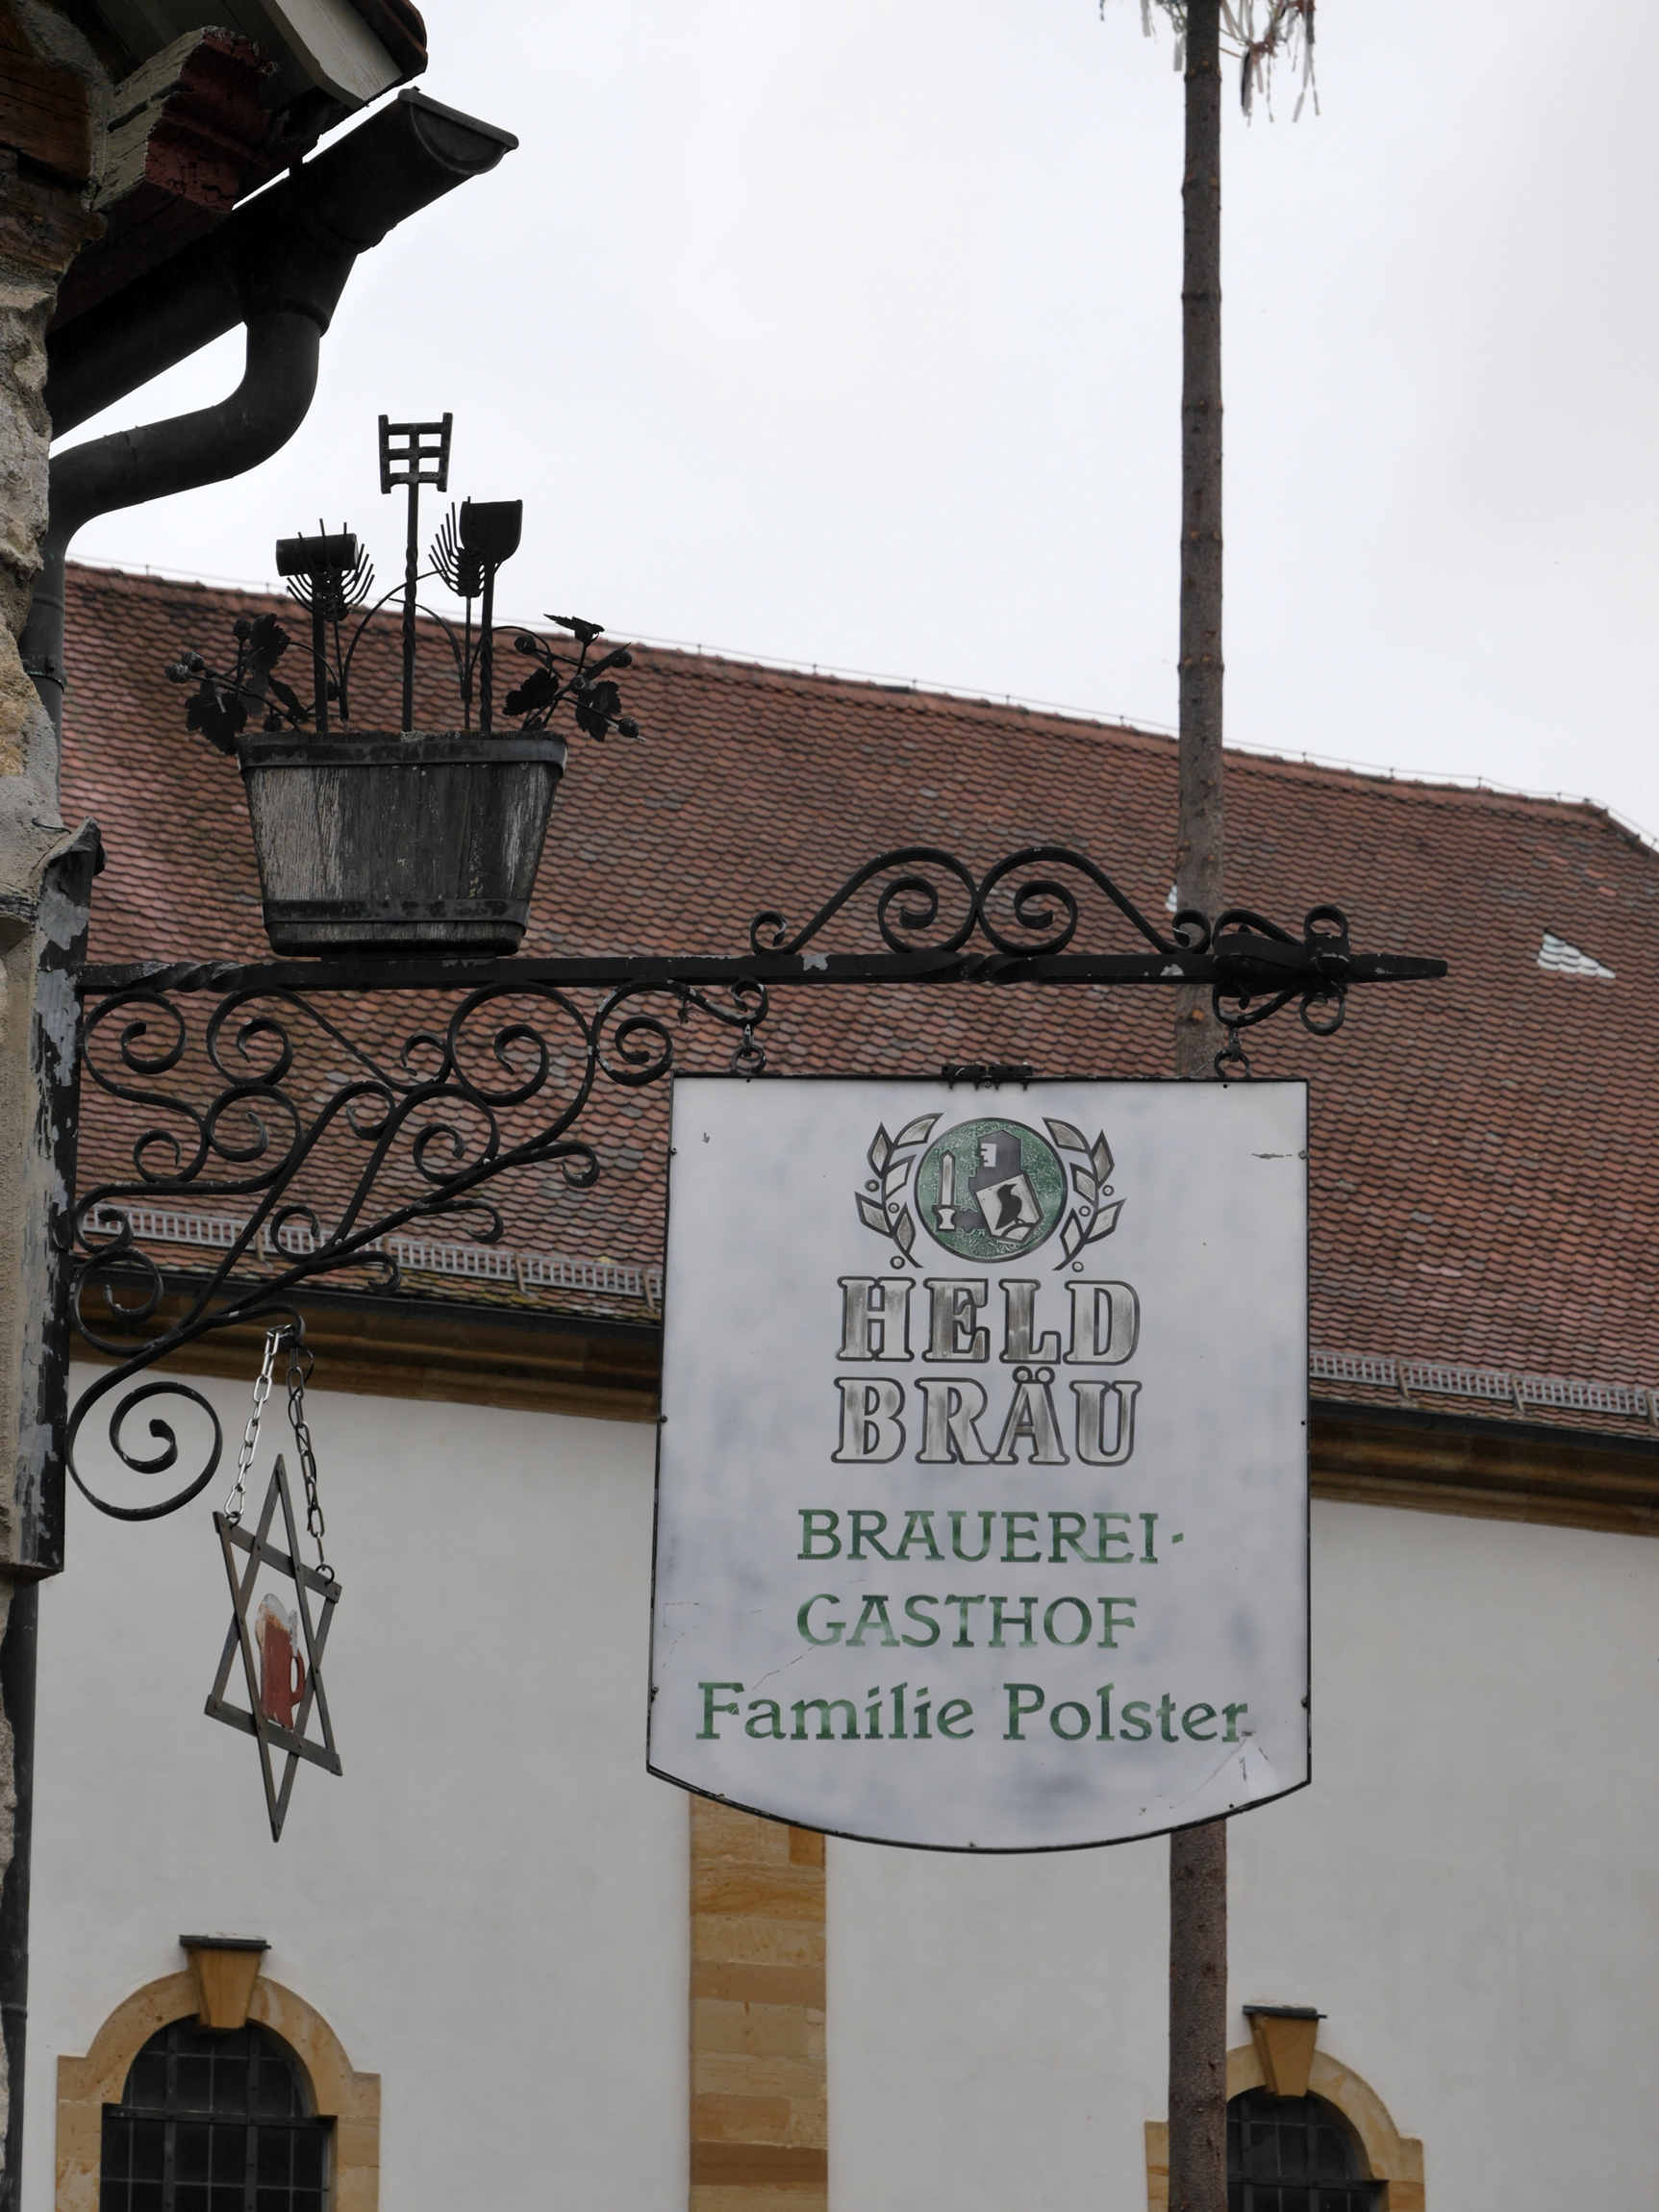 HELD
BRÄU
BRAUEREI-
GASTHOF
Familie Polster